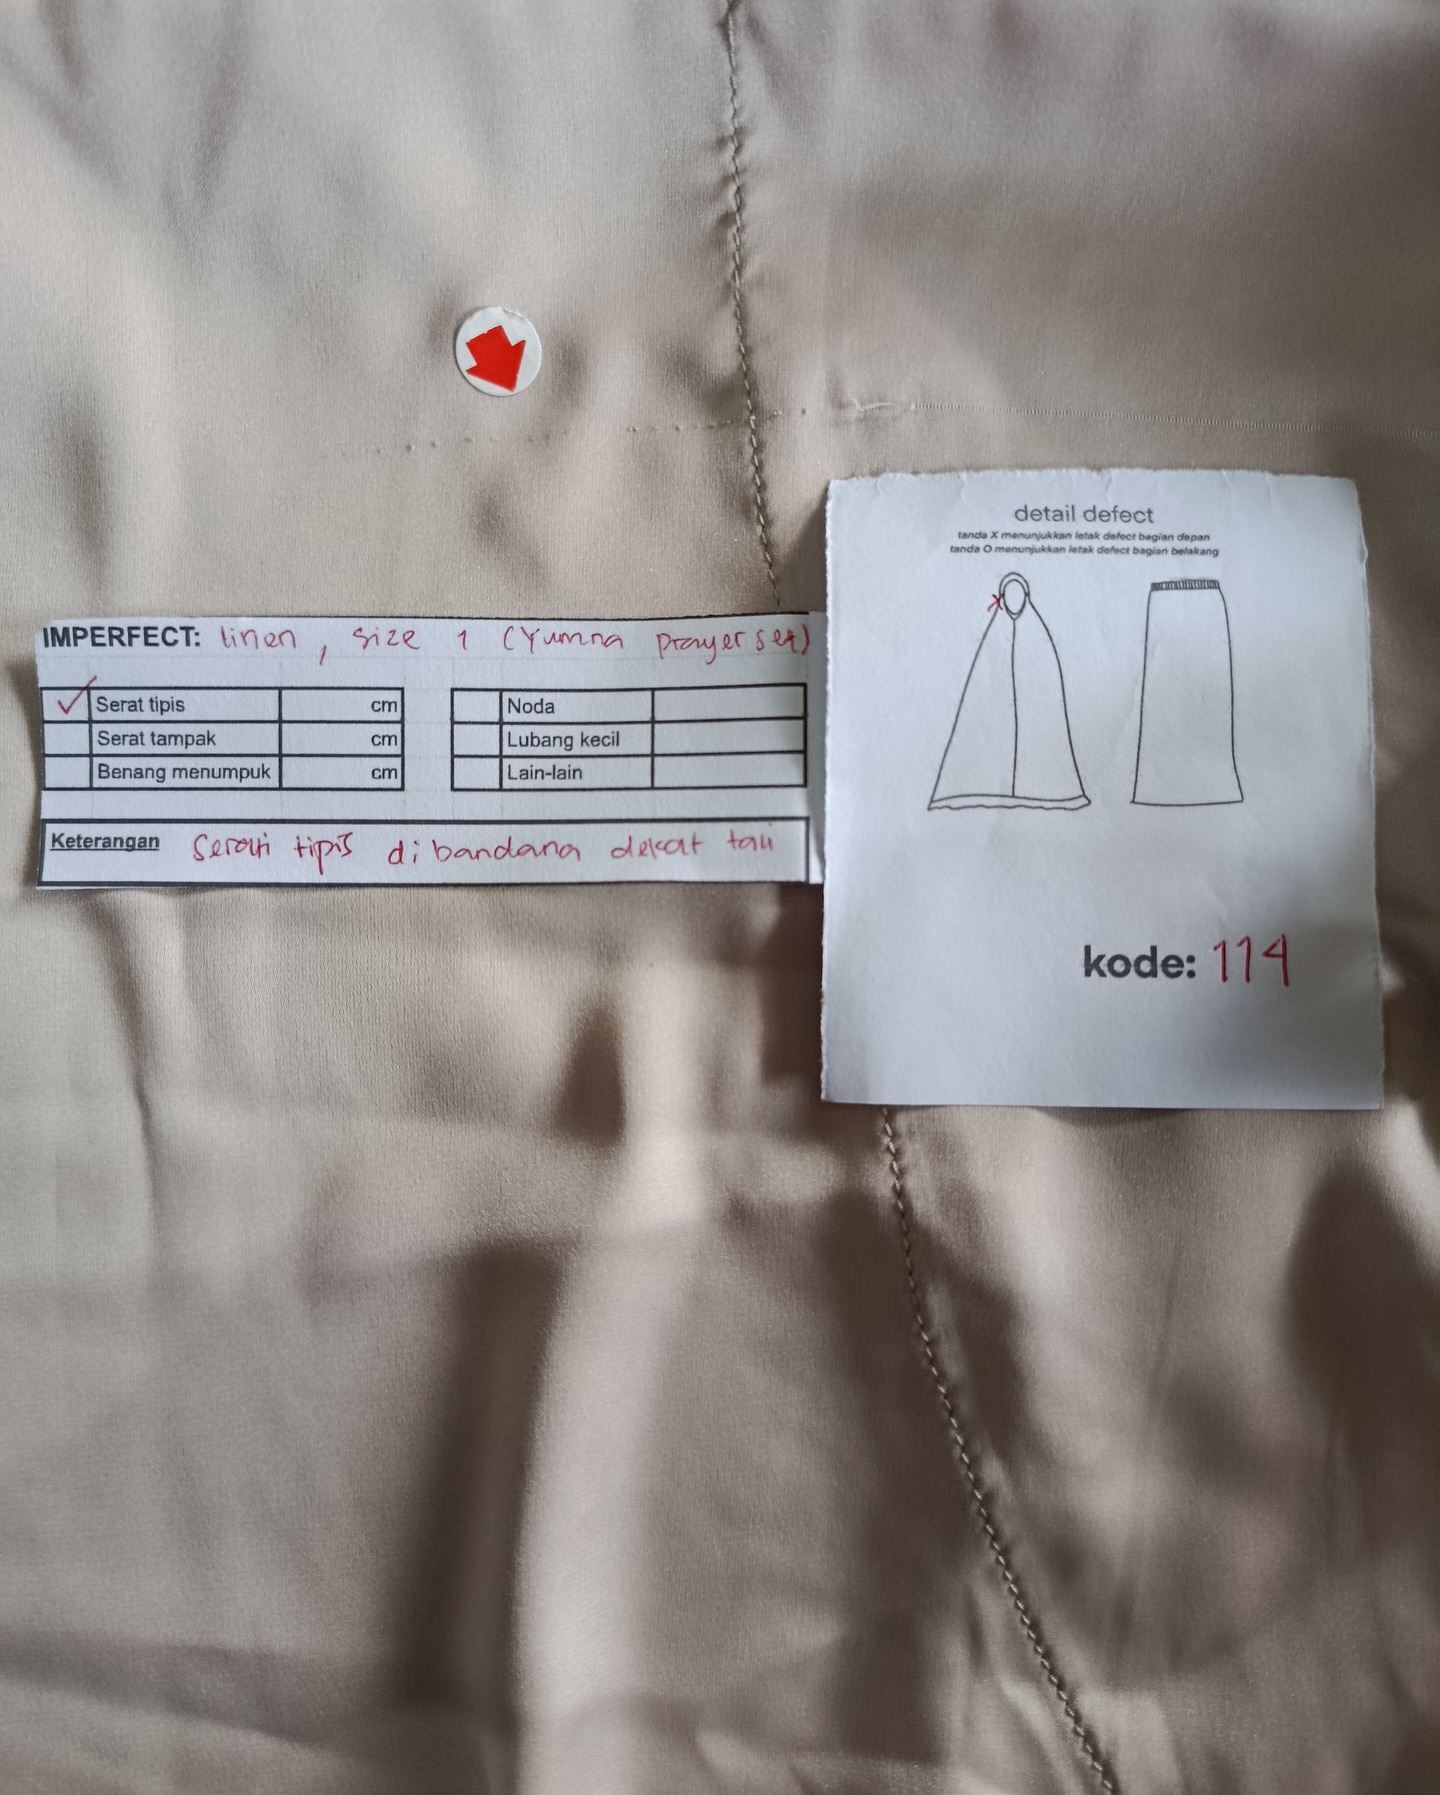 detail defect
tanda X menunjukkan letak defect bagian depan
tanda O menunjukkan letak defect bagian belakang
X
kode: 114
IMPERFECT: linen, size 1 (Yumna prayer set)
✓ Serat tipis cm Noda
Serat tampak cm Lubang kecil
Benang menumpuk cm Lain-lain
Keterangan Serat tipis di bandana dekat tali